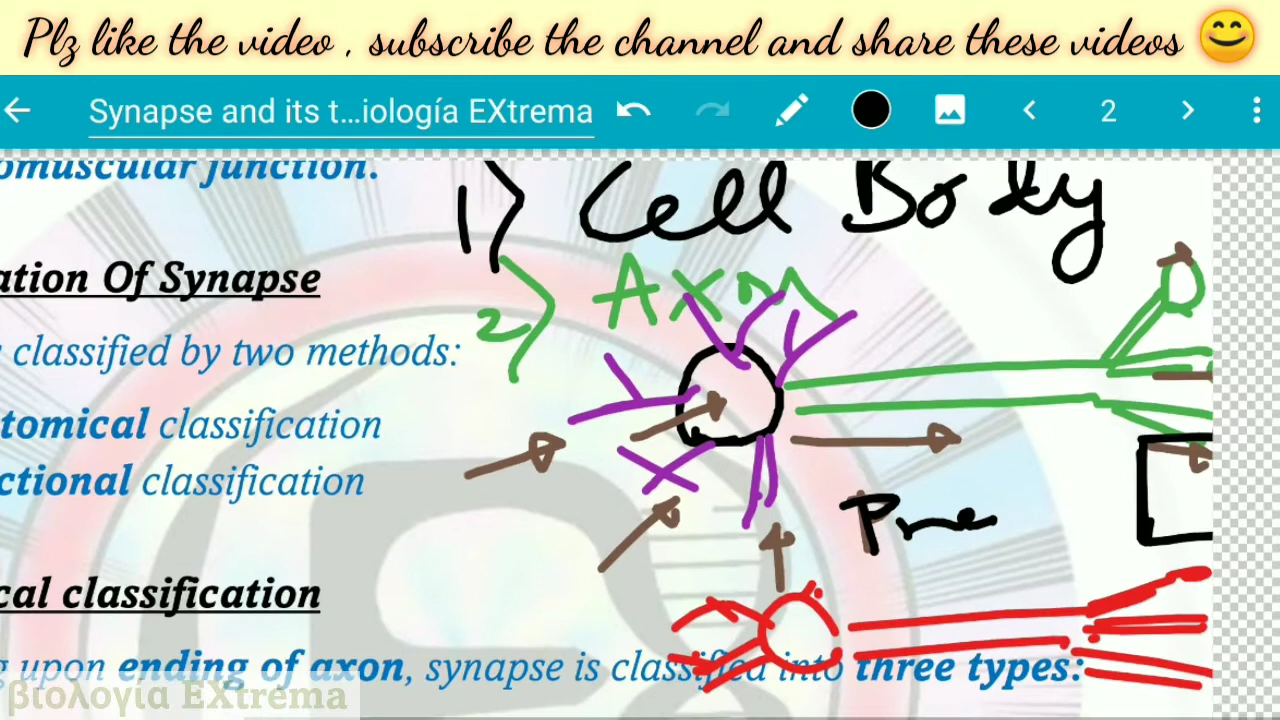 Plz like the video , subscribe the channel and share these videos 😊
Synapse and its t...iología EXtrema
2
omuscular junction.
1) Cell Body
ation Of Synapse
2) Axon
classified by two methods:
tomical classification
ctional classification
Pre
cal classification
g upon ending of axon, synapse is classified into three types:
βιολογία EXtrema